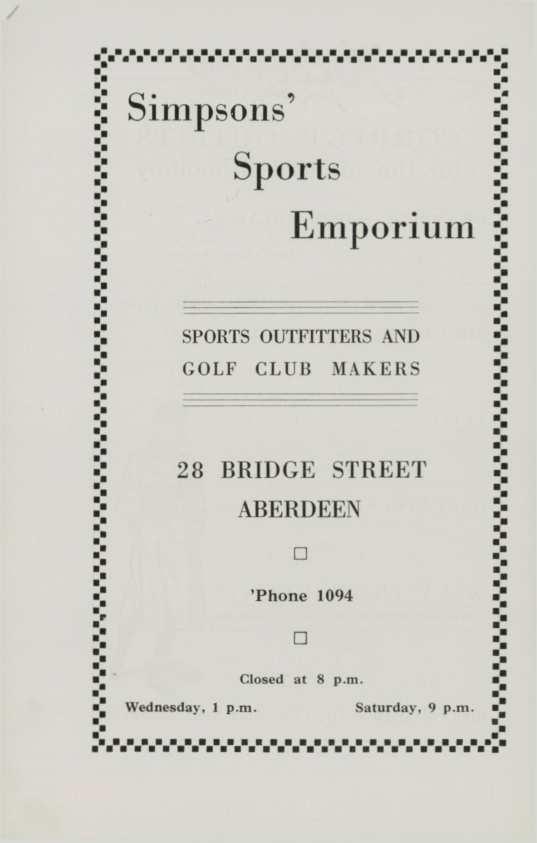 Simpsons'
Sports
Emporium
SPORTS OUTFITTERS AND
GOLF CLUB MAKERS
28 BRIDGE STREET
ABERDEEN
'Phone 1094
Closed at 8 p.m.
Wednesday, 1 p.m. Saturday, 9 p.m.